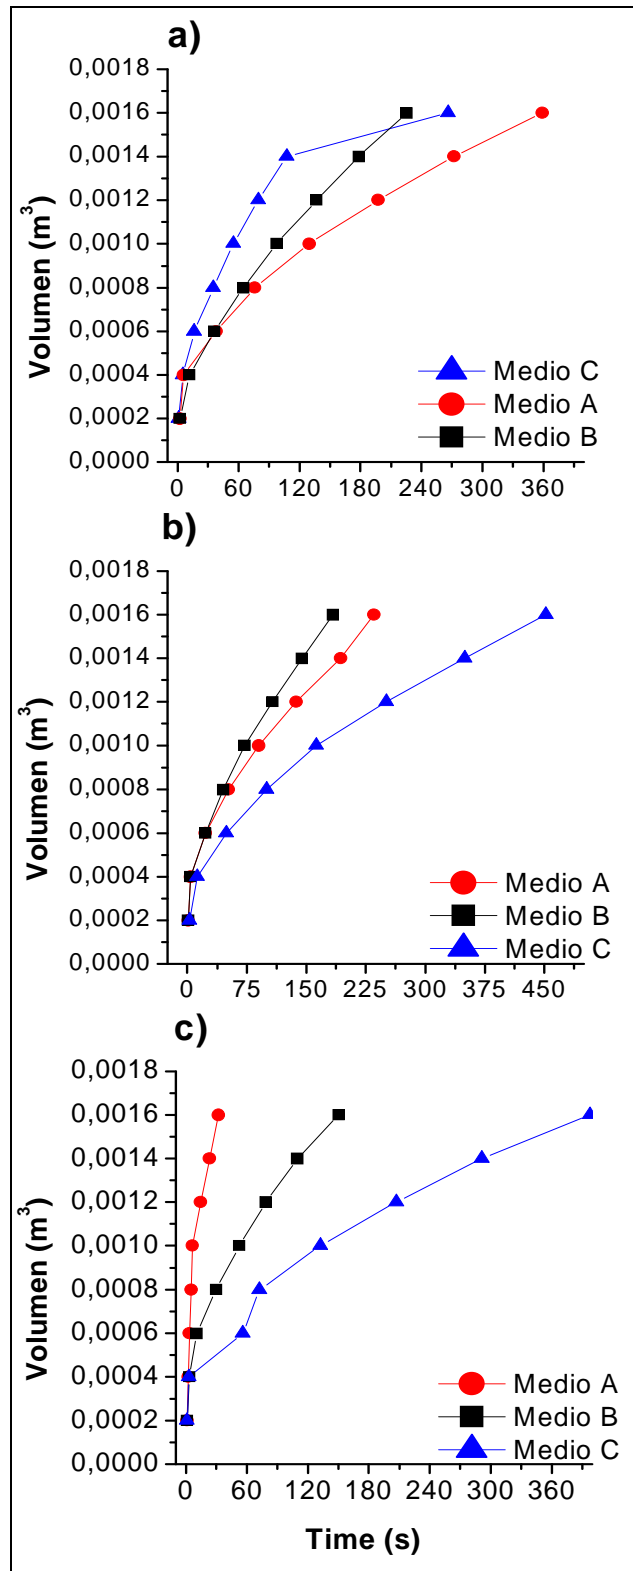 a)
0,0018
0,0016
0,0014
0,0012
0,0010
0,0008
0,0006
0,0004
0,0002
0,0000
Volumen (m³)
Medio C
Medio A
Medio B
0 60 120 180 240 300 360
b)
0,0018
0,0016
0,0014
0,0012
0,0010
0,0008
0,0006
0,0004
0,0002
0,0000
Volumen (m³)
Medio A
Medio B
Medio C
0 75 150 225 300 375 450
c)
0,0018
0,0016
0,0014
0,0012
0,0010
0,0008
0,0006
0,0004
0,0002
0,0000
Volumen (m³)
Medio A
Medio B
Medio C
0 60 120 180 240 300 360
Time (s)